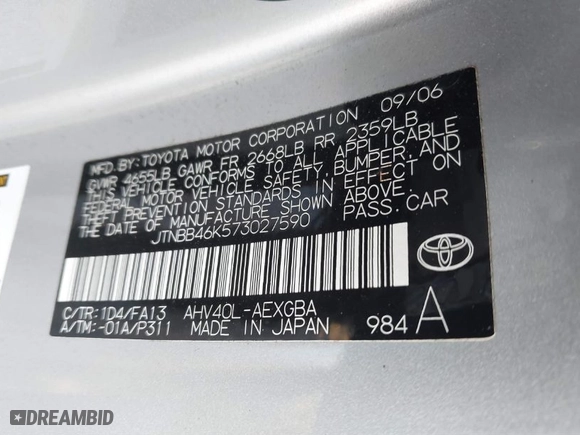 MFD.BY:TOYOTA MOTOR CORPORATION 09/06
GVWR 4655LB GAWR FR 2668LB RR 2359LB
THIS VEHICLE CONFORMS TO ALL APPLICABLE
FEDERAL MOTOR VEHICLE SAFETY, BUMPER, AND
THEFT PREVENTION STANDARDS IN EFFECT ON
THE DATE OF MANUFACTURE SHOWN ABOVE.
JTNBB46K573027590 PASS.CAR
C/TR:1D4/FA13 AHV40L-AEXGBA
A/TM:-01A/P311 MADE IN JAPAN 984 A
DREAMBID